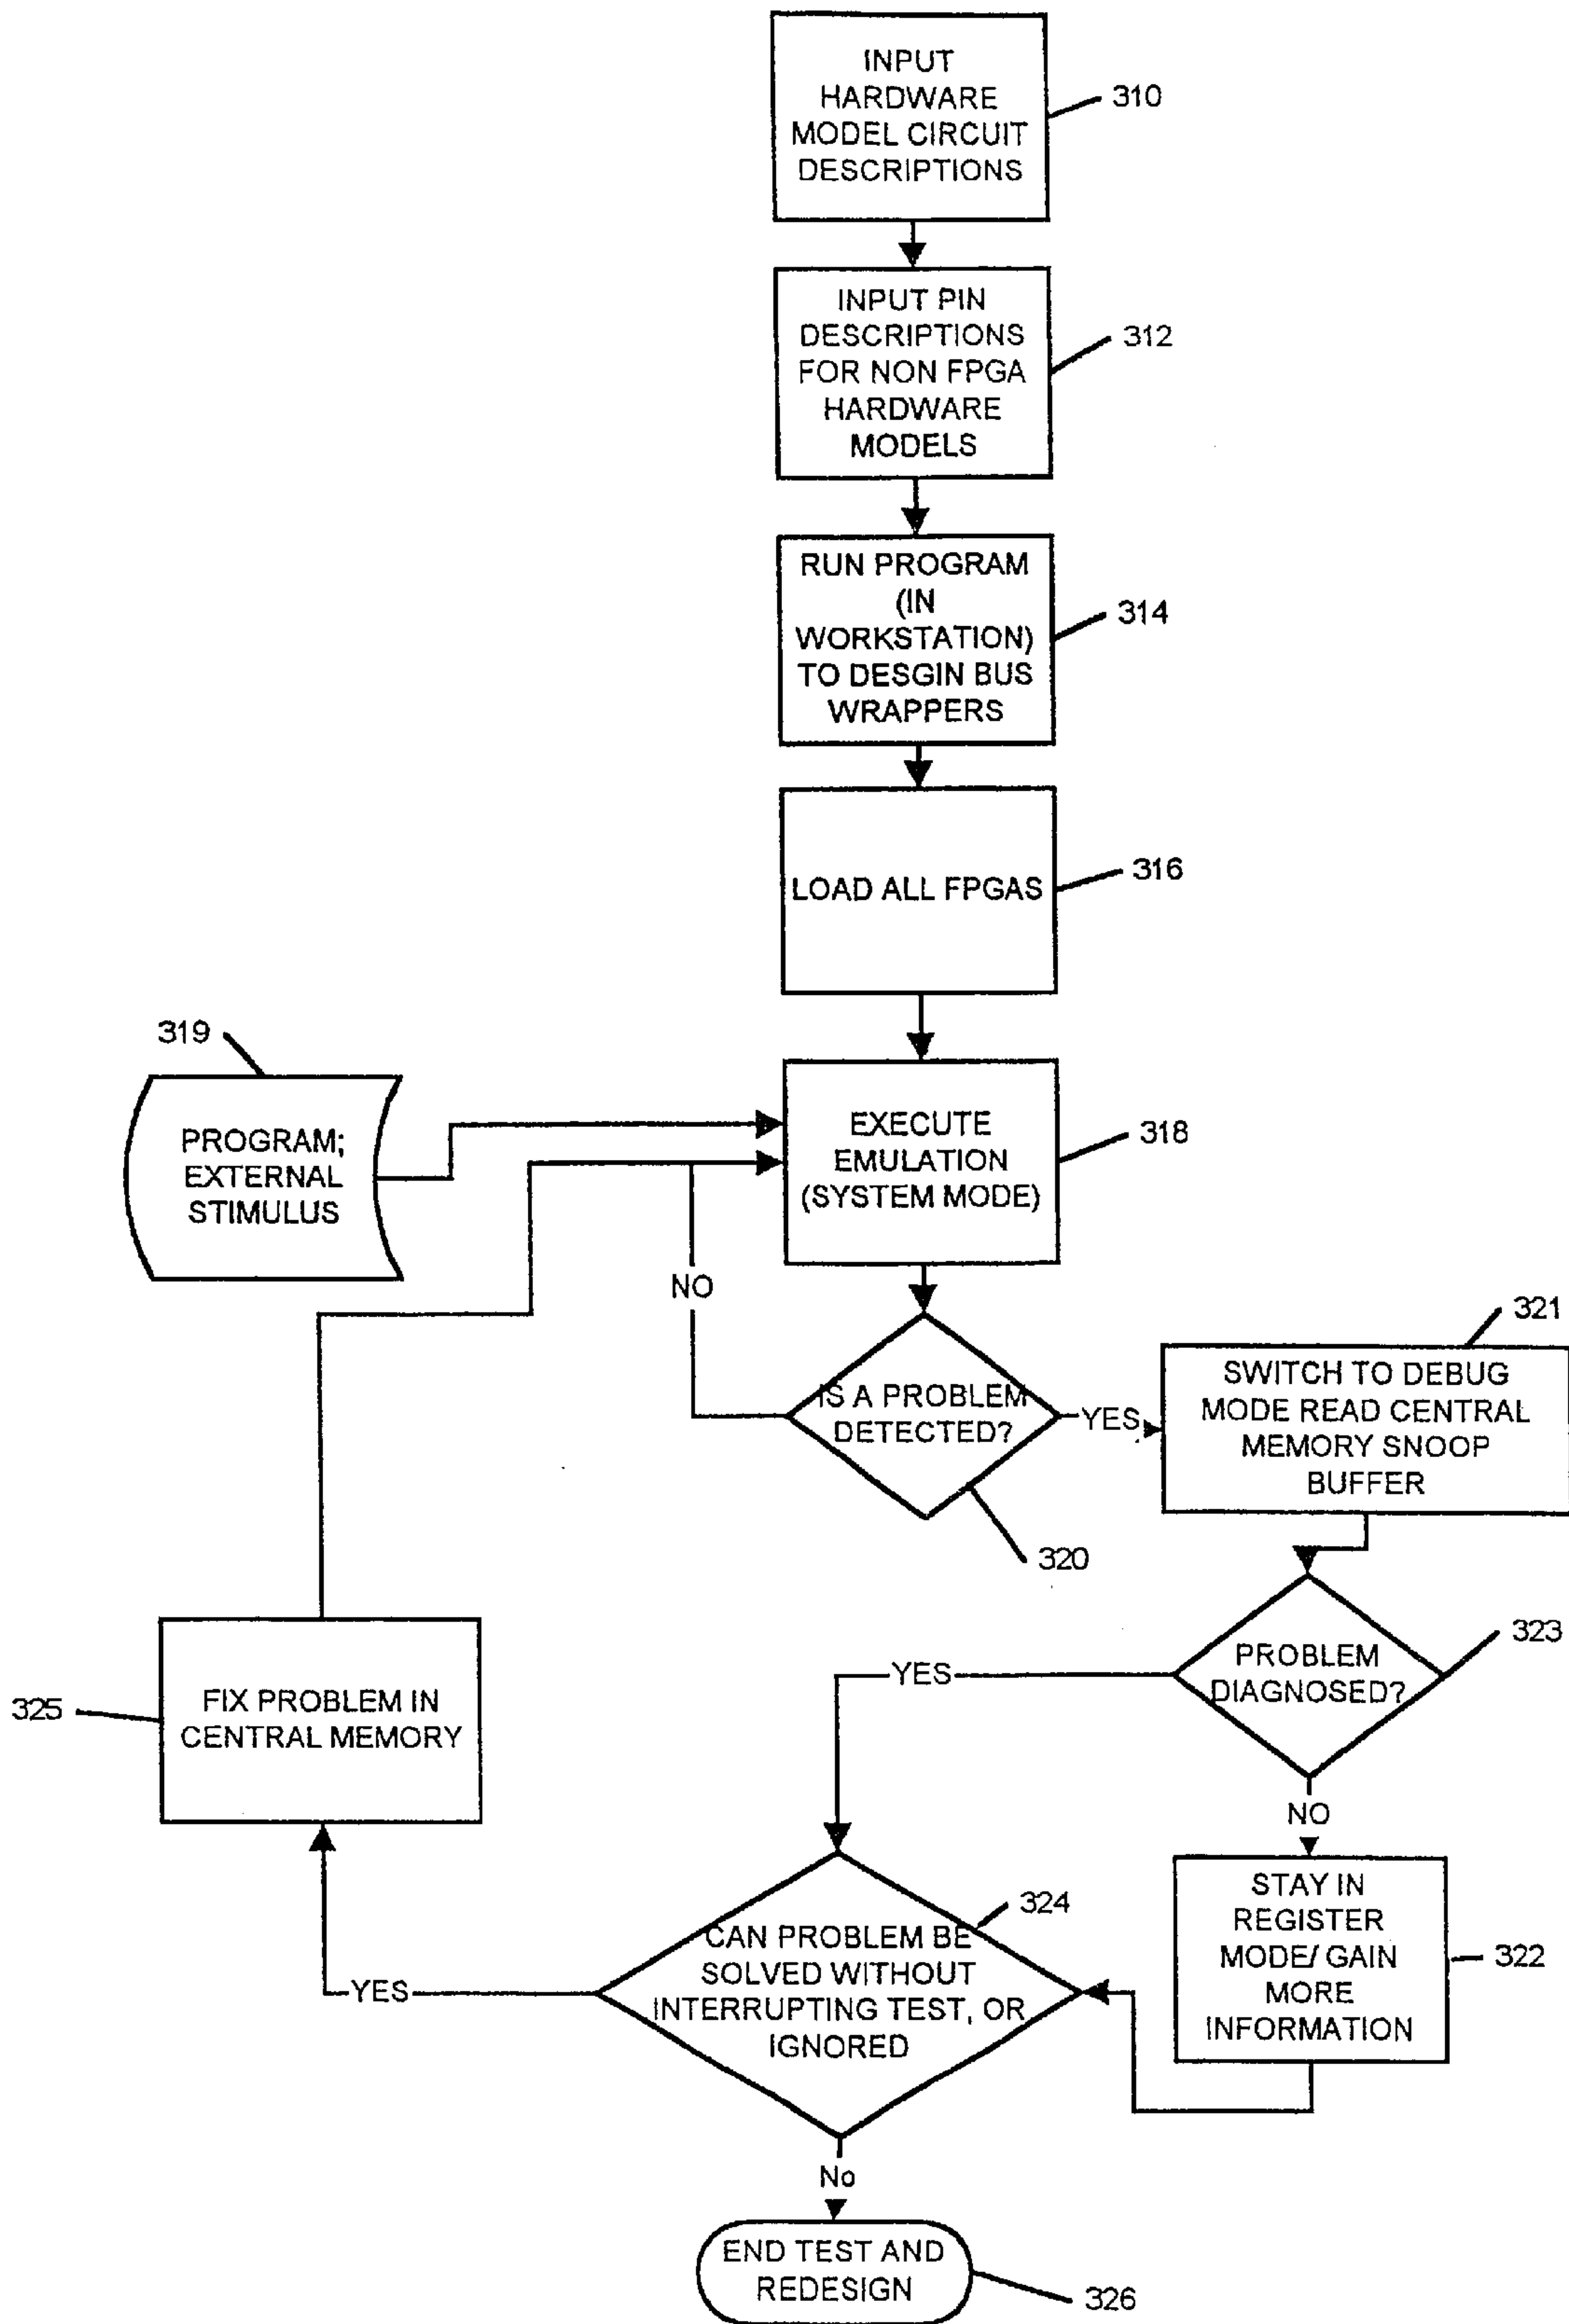 INPUT
HARDWARE
MODEL CIRCUIT
DESCRIPTIONS
310
INPUT PIN
DESCRIPTIONS
FOR NON FPGA
HARDWARE
MODELS
312
RUN PROGRAM
(IN
WORKSTATION)
TO DESGIN BUS
WRAPPERS
314
LOAD ALL FPGAS
316
319
PROGRAM;
EXTERNAL
STIMULUS
EXECUTE
EMULATION
(SYSTEM MODE)
318
NO
IS A PROBLEM
DETECTED?
YES
320
321
SWITCH TO DEBUG
MODE READ CENTRAL
MEMORY SNOOP
BUFFER
PROBLEM
DIAGNOSED?
323
YES
NO
325
FIX PROBLEM IN
CENTRAL MEMORY
STAY IN
REGISTER
MODE/ GAIN
MORE
INFORMATION
322
324
CAN PROBLEM BE
SOLVED WITHOUT
INTERRUPTING TEST, OR
IGNORED
YES
No
END TEST AND
REDESIGN
326